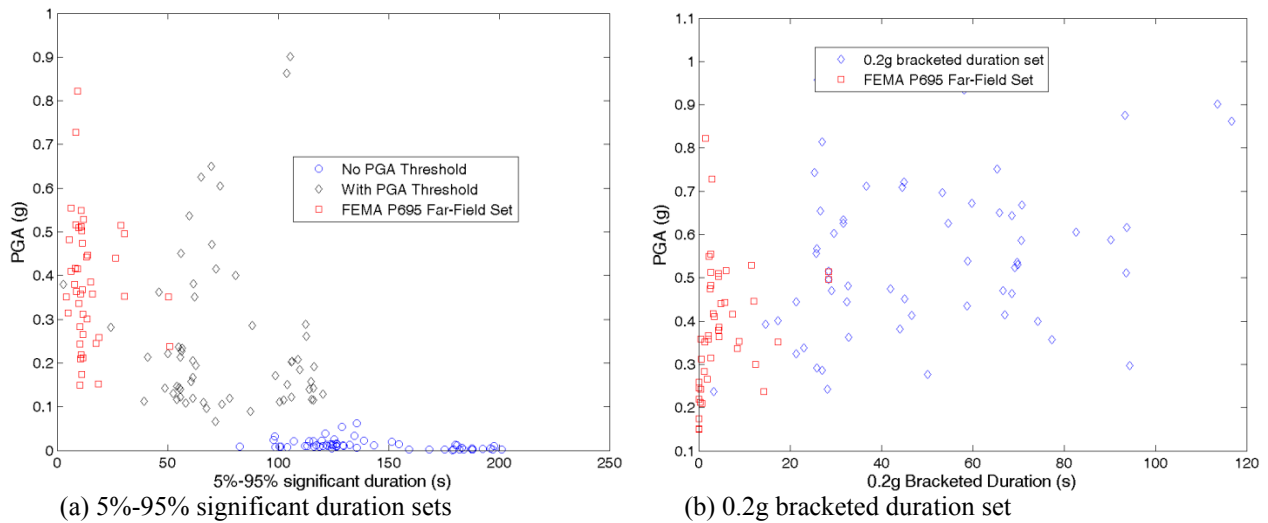 1
0.9
0.8
0.7
0.6
0.5
0.4
0.3
0.2
0.1
0
PGA (g)
No PGA Threshold
With PGA Threshold
FEMA P695 Far-Field Set
0 50 100 150 200 250
5%-95% significant duration (s)
(a) 5%-95% significant duration sets
1.1
1
0.9
0.8
0.7
0.6
0.5
0.4
0.3
0.2
0.1
PGA (g)
0.2g bracketed duration set
FEMA P695 Far-Field Set
0 20 40 60 80 100 120
0.2g Bracketed Duration (s)
(b) 0.2g bracketed duration set